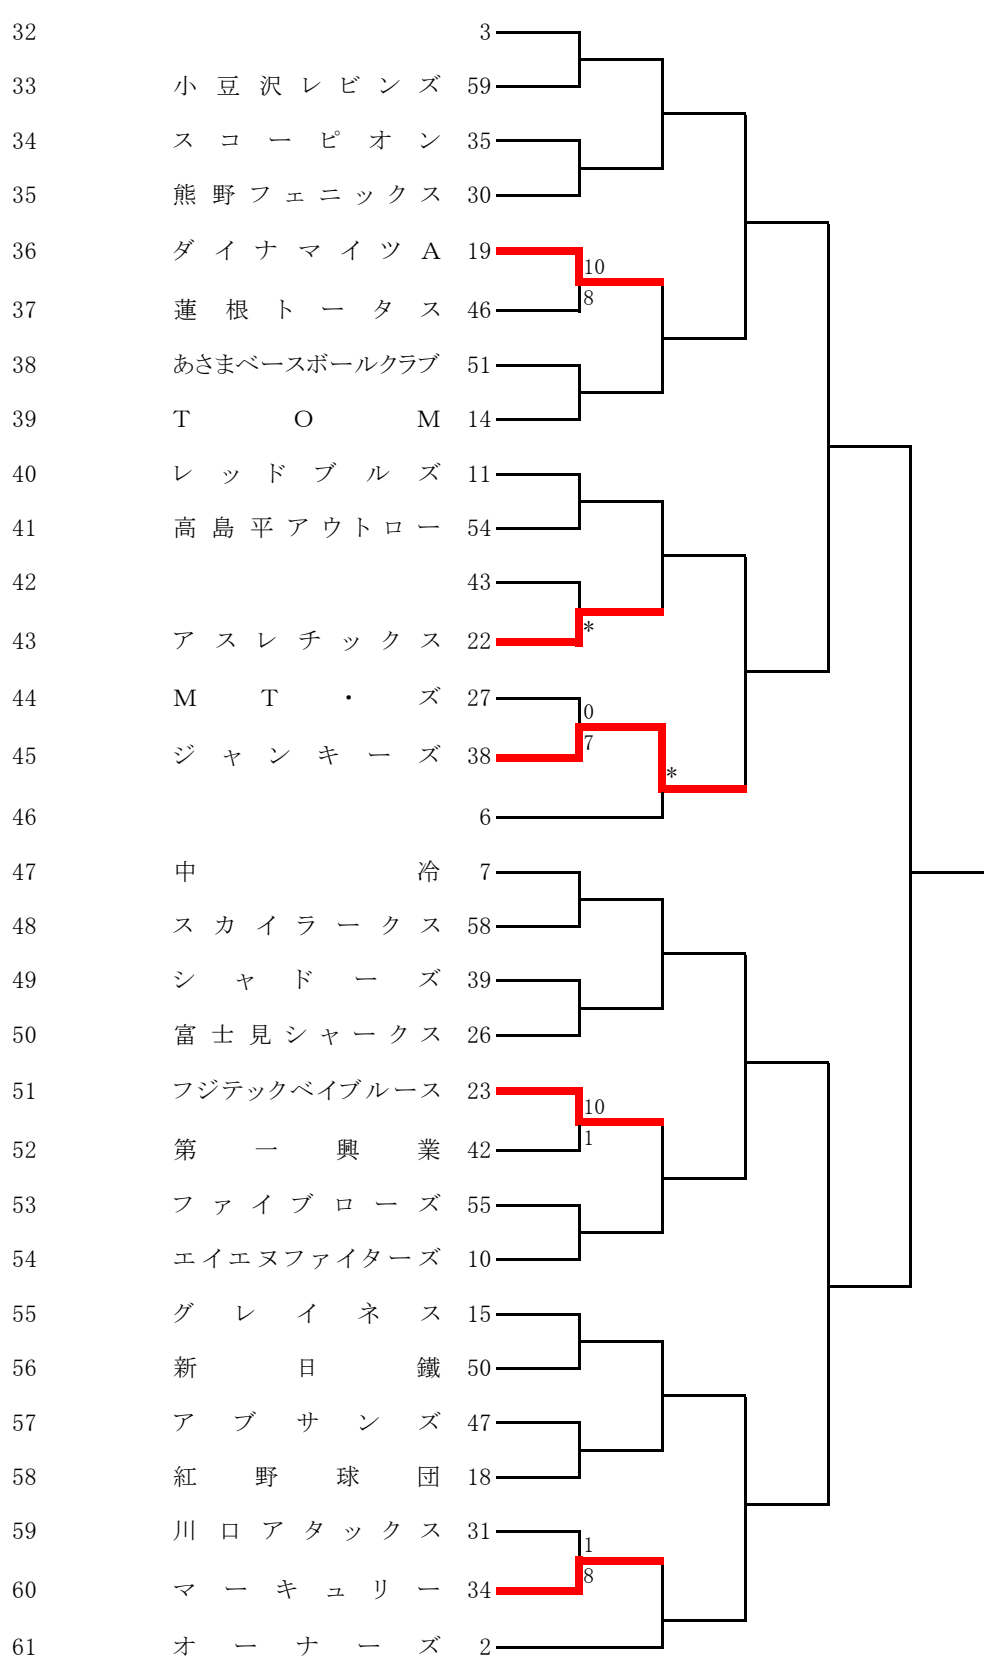 32 3
33 小豆沢レビンズ 59
34 スコーピオン 35
35 熊野フェニックス 30
36 ダイナマイツA 19
10
8
37 蓮根トータス 46
38 あさまベースボールクラブ 51
39 TOM 14
40 レッドブルズ 11
41 高島平アウトロー 54
42 43
*
43 アスレチックス 22
44 MT・ズ 27
0
7
45 ジャンキーズ 38
*
46 6
47 中冷 7
48 スカイラークス 58
49 シャドーズ 39
50 富士見シャークス 26
51 フジテックベイブルース 23
10
1
52 第一興業 42
53 ファイブローズ 55
54 エイエヌファイターズ 10
55 グレイネス 15
56 新日鐵 50
57 アブサンズ 47
58 紅野球団 18
59 川口アタックス 31
1
8
60 マーキュリー 34
61 オーナーズ 2